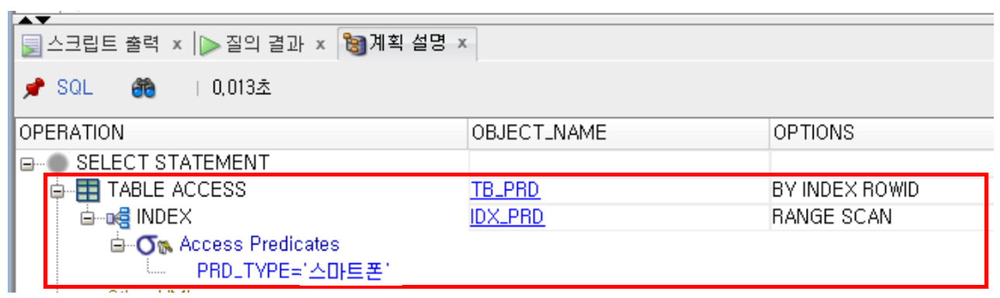 스크립트 출력 x 질의 결과 x 계획 설명 x
SQL 0,013초
OPERATION OBJECT_NAME OPTIONS
SELECT STATEMENT
TABLE ACCESS TB_PRD BY INDEX ROWID
INDEX IDX_PRD RANGE SCAN
Access Predicates
PRD_TYPE='스마트폰'